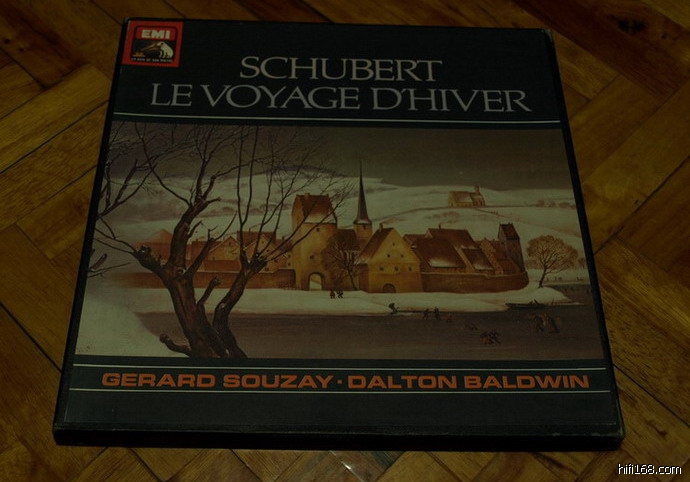 EMI
SCHUBERT
LE VOYAGE D'HIVER
GERARD SOUZAY · DALTON BALDWIN
hifi168.com